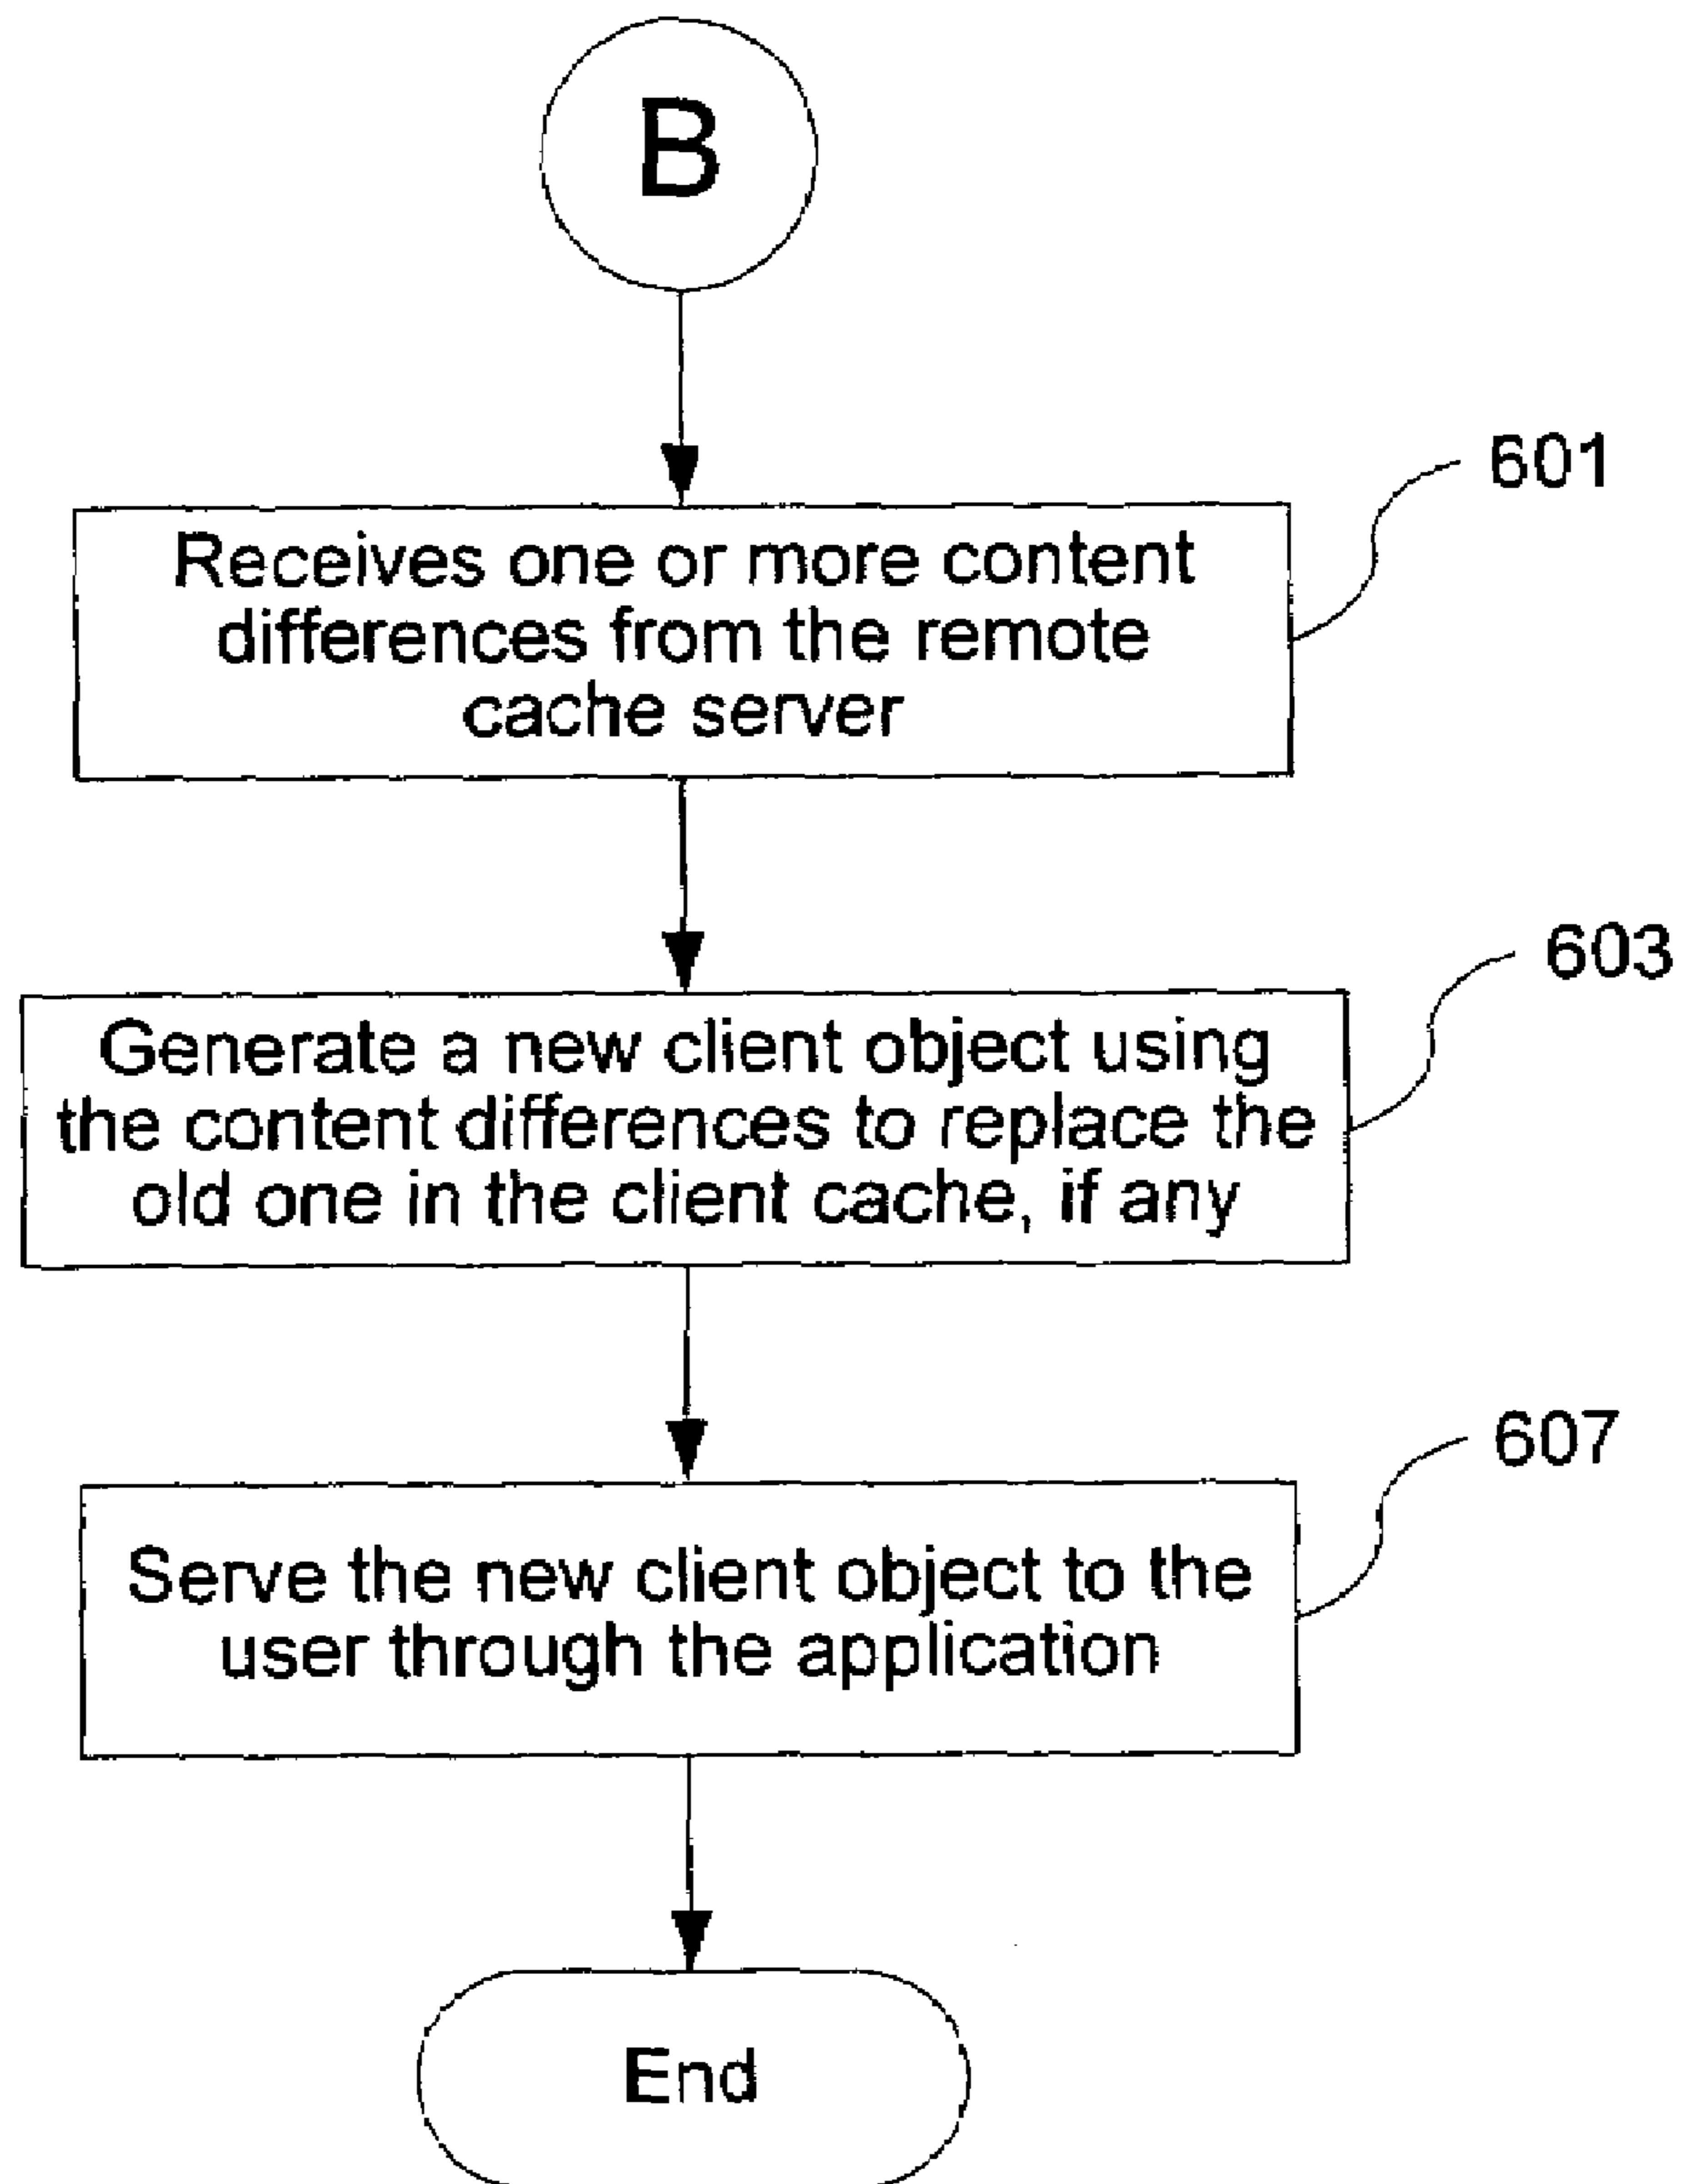 B
601
Receives one or more content
differences from the remote
cache server
603
Generate a new client object using
the content differences to replace the
old one in the client cache, if any
607
Serve the new client object to the
user through the application
End